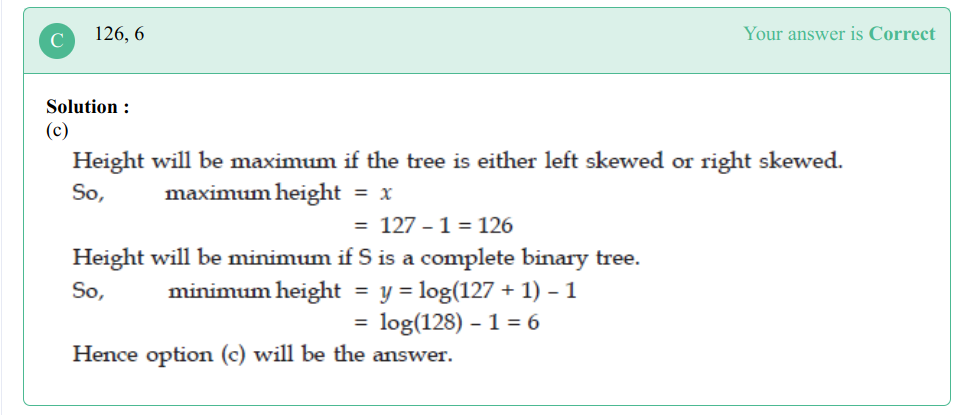 C 126, 6 Your answer is Correct
Solution :
(c)
Height will be maximum if the tree is either left skewed or right skewed.
So, maximum height = x
= 127 – 1 = 126
Height will be minimum if S is a complete binary tree.
So, minimum height = y = log(127 + 1) – 1
= log(128) – 1 = 6
Hence option (c) will be the answer.